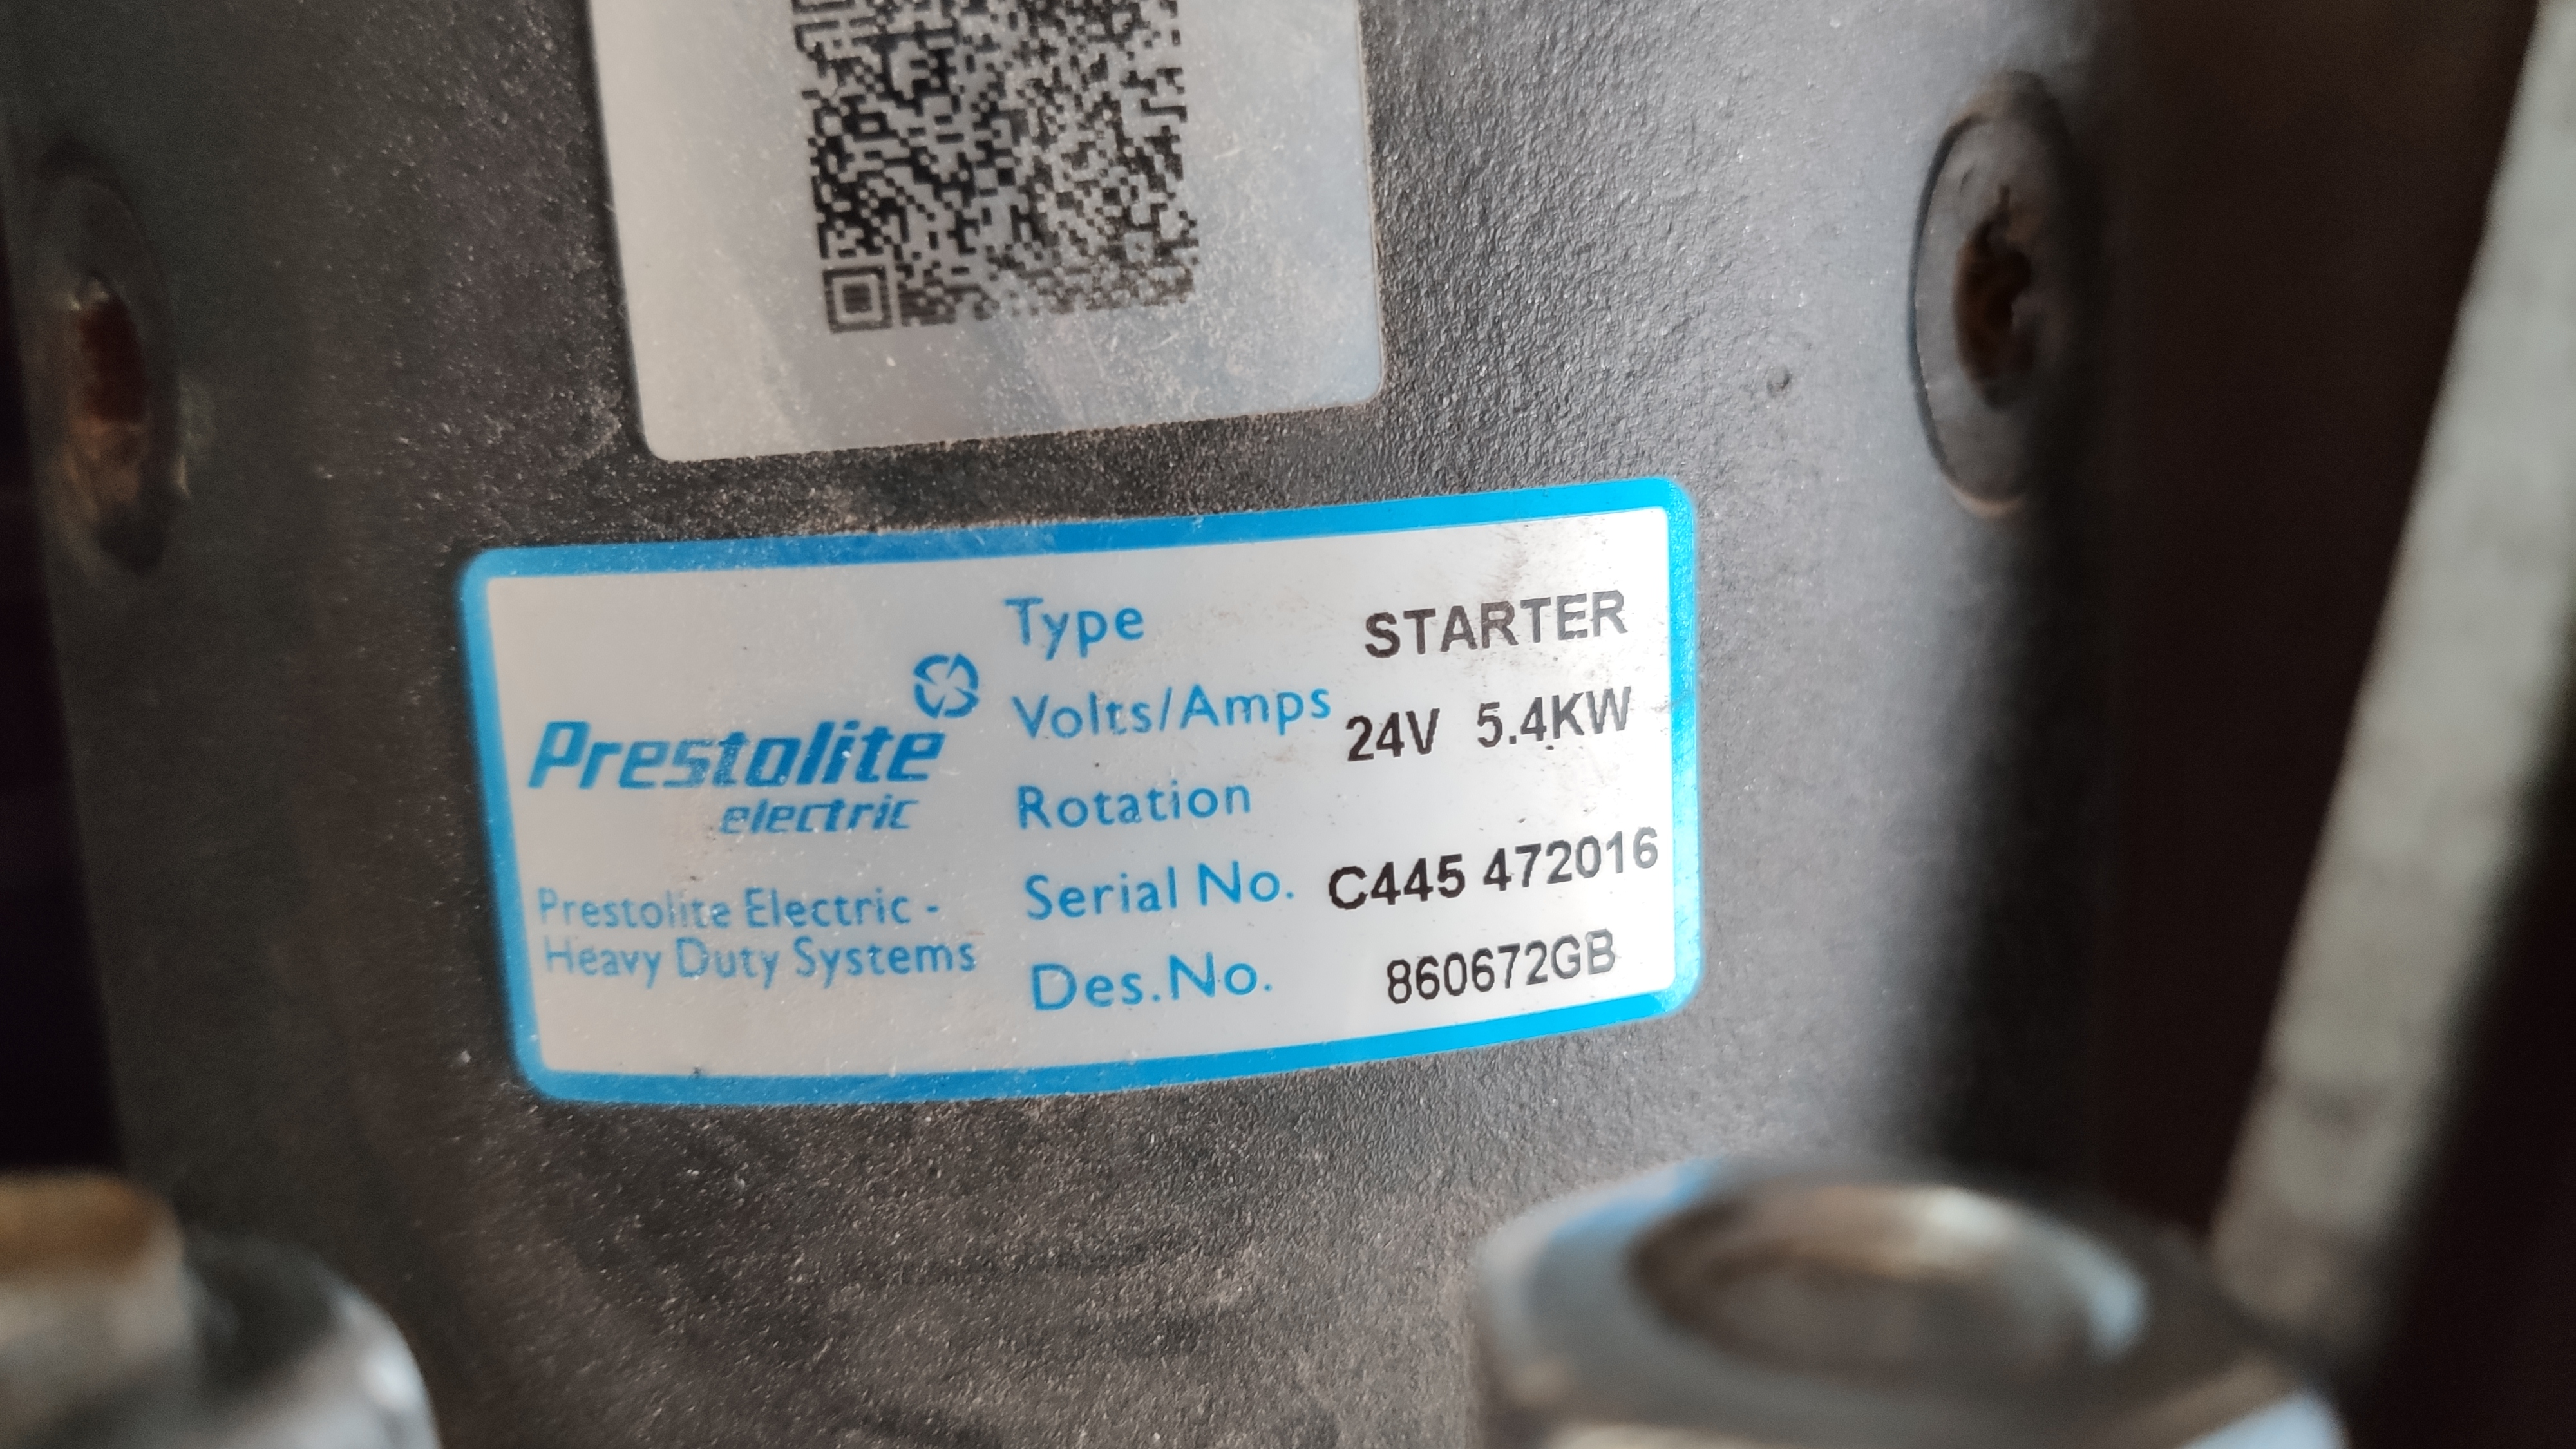 Prestolite
electric
Prestolite Electric -
Heavy Duty Systems
Type STARTER
Volts/Amps 24V 5.4KW
Rotation
Serial No. C445 472016
Des.No. 860672GB